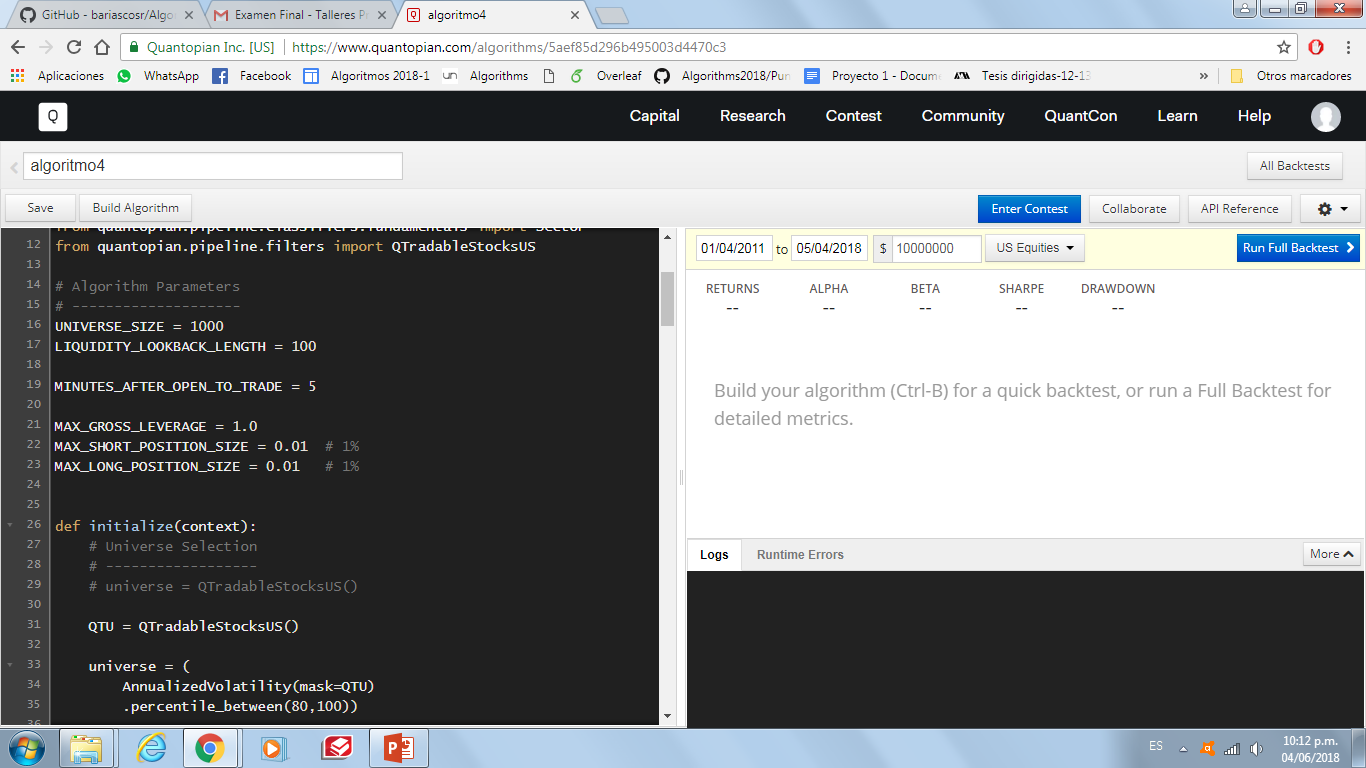 GitHub - bariascosr/Algo
Examen Final - Talleres P
algoritmo4
Quantopian Inc. [US] https://www.quantopian.com/algorithms/5aef85d296b495003d4470c3
Aplicaciones WhatsApp Facebook Algoritmos 2018-1 Algorithms Overleaf Algorithms2018/Pun Proyecto 1 - Docum Tesis dirigidas-12-13 » Otros marcadores
Q Capital Research Contest Community QuantCon Learn Help
algoritmo4 All Backtests
Save Build Algorithm Enter Contest Collaborate API Reference
from quantopian.pipeline.classifiers.fundamentals import Sector
12 from quantopian.pipeline.filters import QTradableStocksUS
13
14 # Algorithm Parameters
15 # --------------------
16 UNIVERSE_SIZE = 1000
17 LIQUIDITY_LOOKBACK_LENGTH = 100
18
19 MINUTES_AFTER_OPEN_TO_TRADE = 5
20
21 MAX_GROSS_LEVERAGE = 1.0
22 MAX_SHORT_POSITION_SIZE = 0.01 # 1%
23 MAX_LONG_POSITION_SIZE = 0.01 # 1%
24
25
26 def initialize(context):
27 # Universe Selection
28 # ------------------
29 # universe = QTradableStocksUS()
30
31 QTU = QTradableStocksUS()
32
33 universe = (
34 AnnualizedVolatility(mask=QTU)
35 .percentile_between(80,100))
36
01/04/2011 to 05/04/2018 $ 10000000 US Equities Run Full Backtest
RETURNS ALPHA BETA SHARPE DRAWDOWN
-- -- -- -- --
Build your algorithm (Ctrl-B) for a quick backtest, or run a Full Backtest for
detailed metrics.
Logs Runtime Errors More
ES 10:12 p.m.
04/06/2018